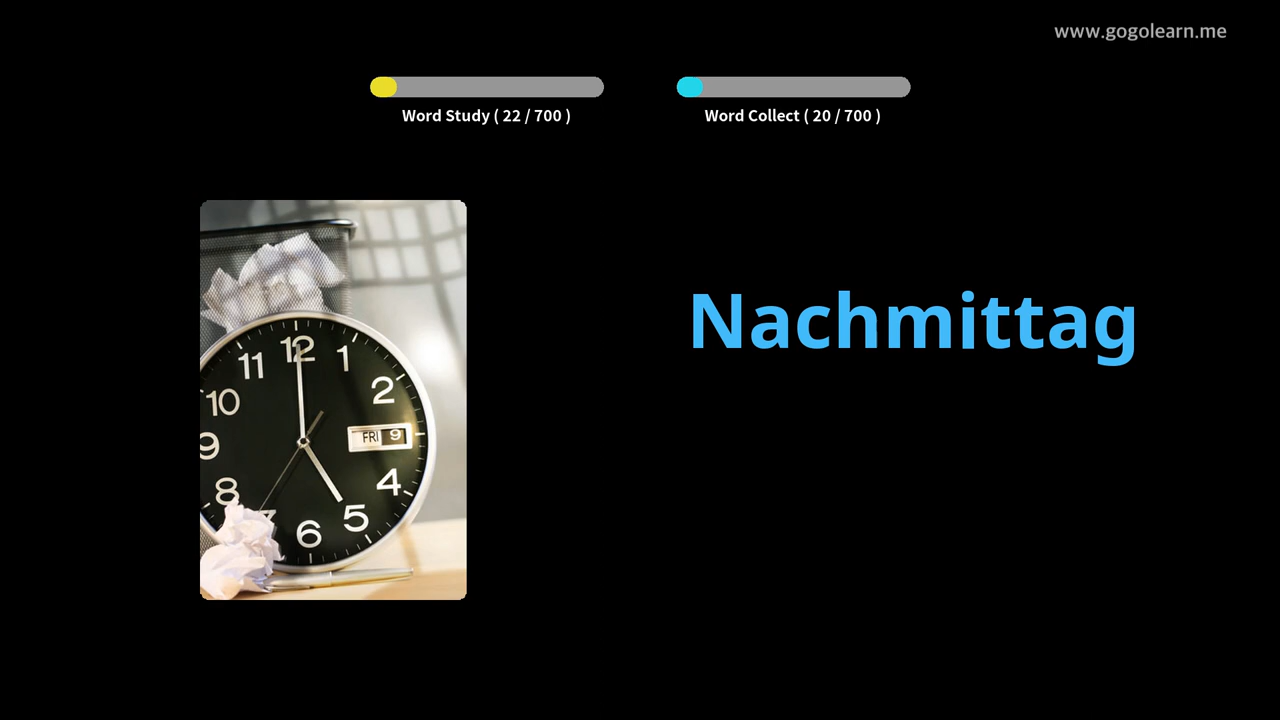 www.gogolearn.me
Word Study ( 22 / 700 )
Word Collect ( 20 / 700 )
Nachmittag
12
11
1
10
2
9
FRI 9
8
4
7
5
6